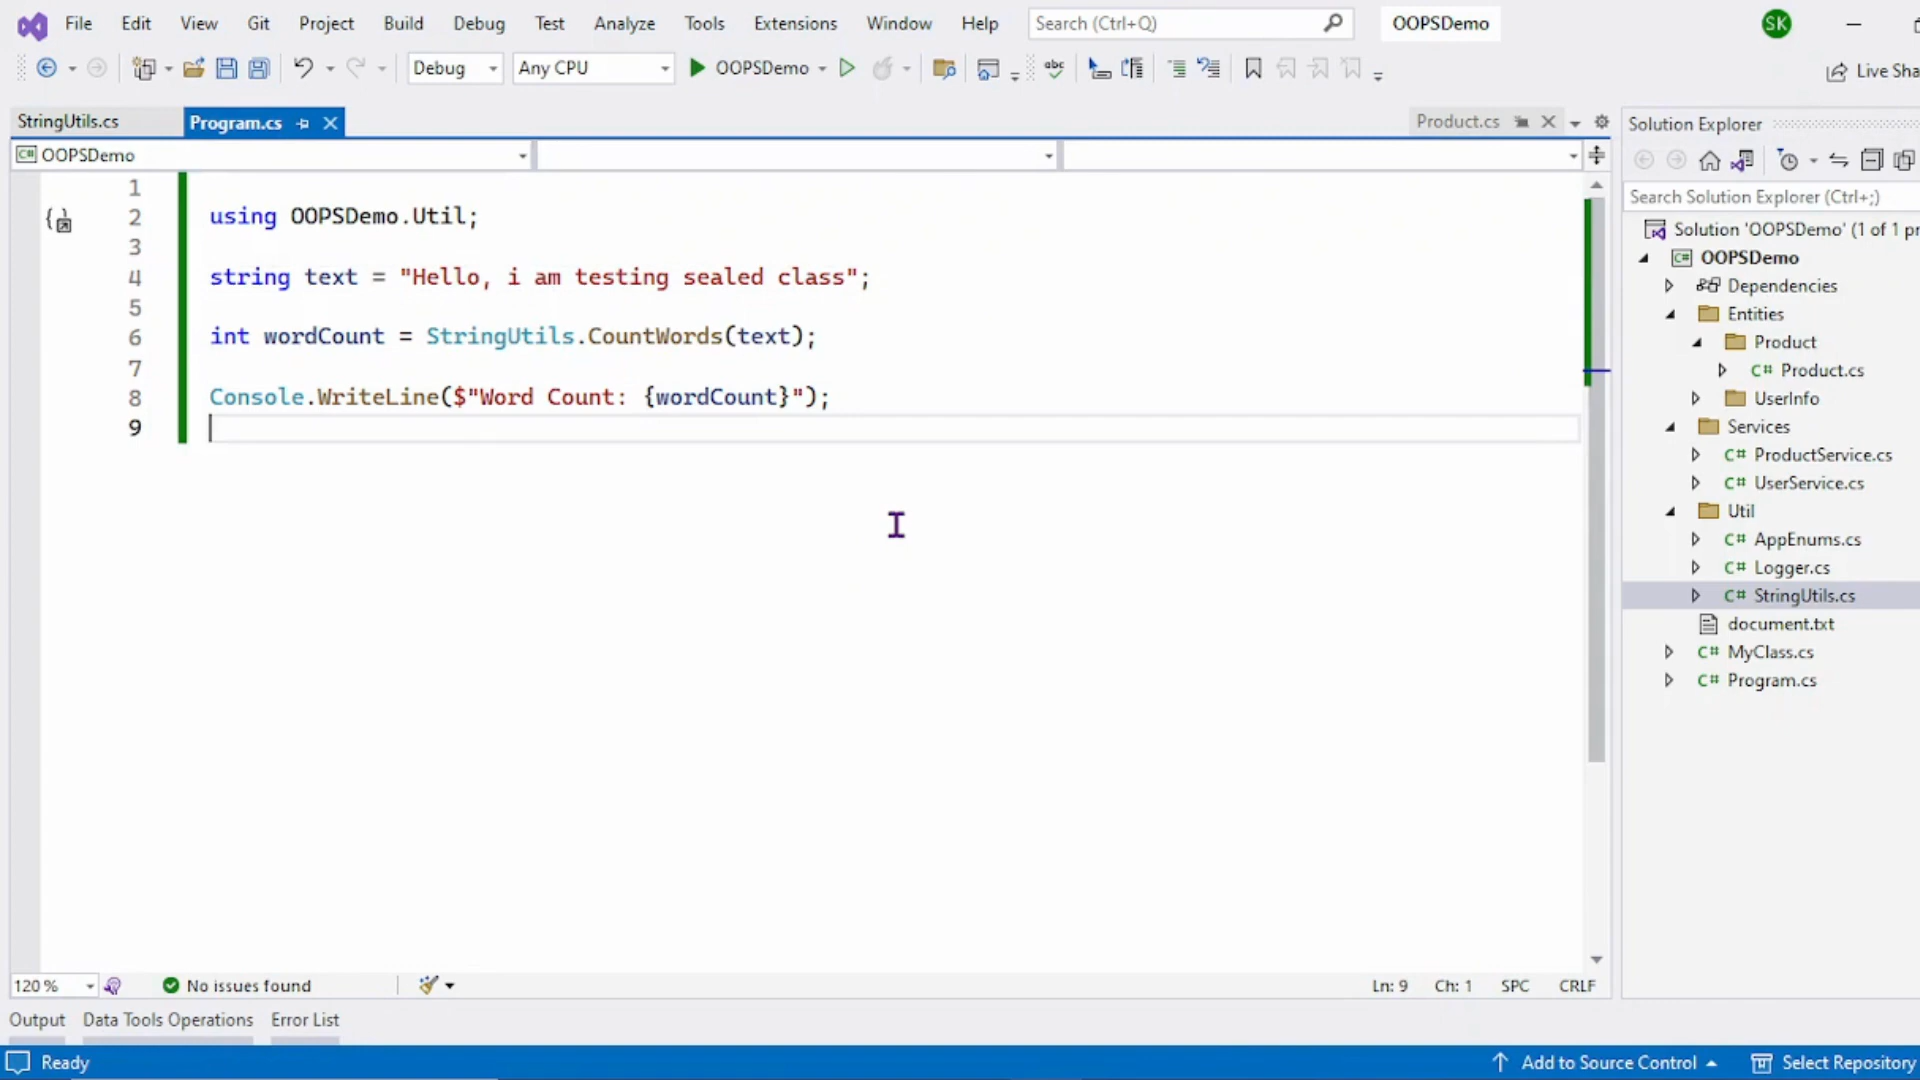 File Edit View Git Project Build Debug Test Analyze Tools Extensions Window Help Search (Ctrl+Q) OOPSDemo SK
Debug Any CPU OOPSDemo abc Live Sha
StringUtils.cs Program.cs Product.cs
C# OOPSDemo
1
2 using OOPSDemo.Util;
3
4 string text = "Hello, i am testing sealed class";
5
6 int wordCount = StringUtils.CountWords(text);
7
8 Console.WriteLine($"Word Count: {wordCount}");
9
120 % No issues found Ln: 9 Ch: 1 SPC CRLF
Output Data Tools Operations Error List
Solution Explorer
Search Solution Explorer (Ctrl+;)
Solution 'OOPSDemo' (1 of 1 pr
C# OOPSDemo
Dependencies
Entities
Product
C# Product.cs
UserInfo
Services
C# ProductService.cs
C# UserService.cs
Util
C# AppEnums.cs
C# Logger.cs
C# StringUtils.cs
document.txt
C# MyClass.cs
C# Program.cs
Ready Add to Source Control Select Repository